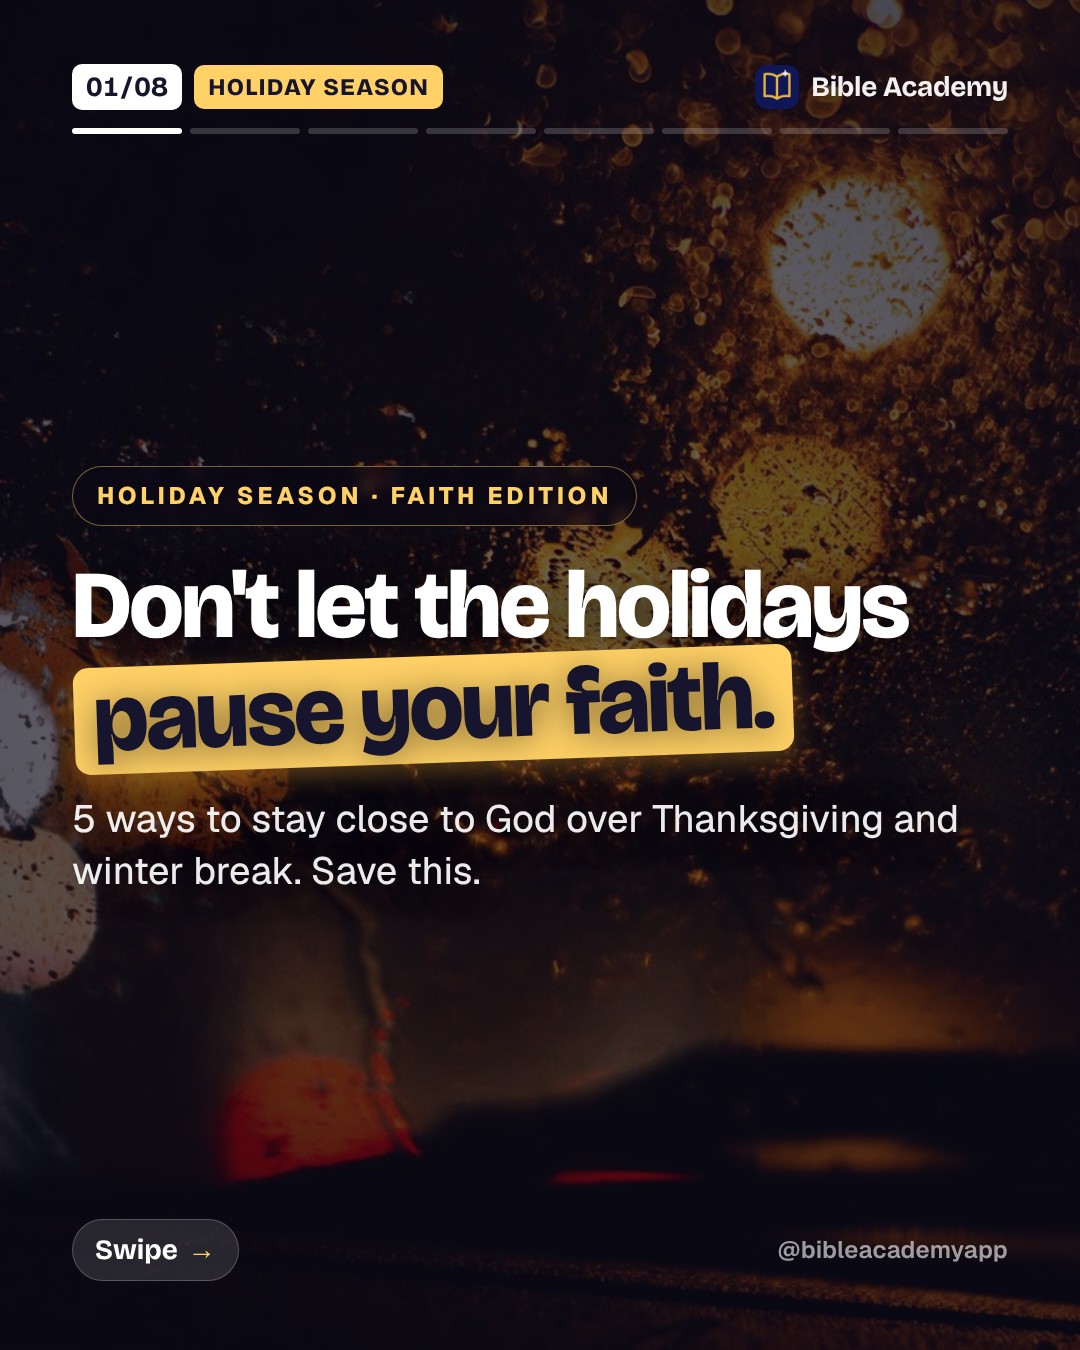 01/08
HOLIDAY SEASON
Bible Academy
HOLIDAY SEASON · FAITH EDITION
Don't let the holidays
pause your faith.
5 ways to stay close to God over Thanksgiving and
winter break. Save this.
Swipe →
@bibleacademyapp